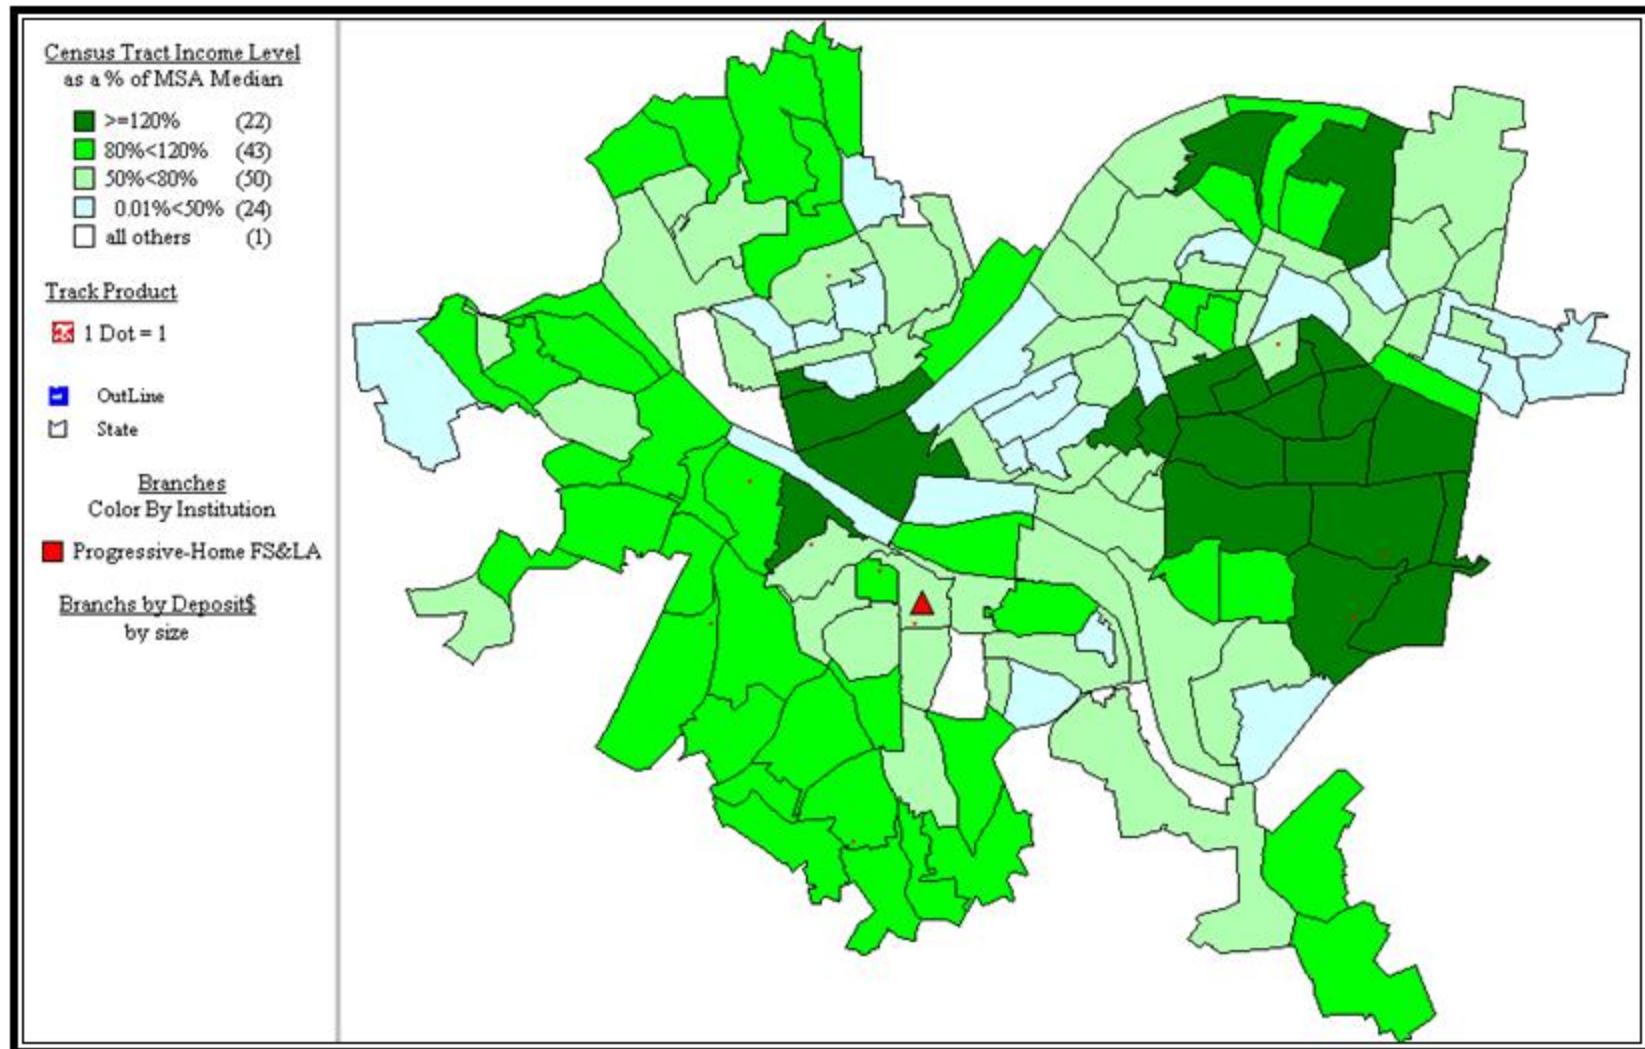 Census Tract Income Level
as a % of MSA Median
>=120% (22)
80%<120% (43)
50%<80% (50)
0.01%<50% (24)
all others (1)
Track Product
1 Dot = 1
OutLine
State
Branches
Color By Institution
Progressive-Home FS&LA
Branchs by Deposit$
by size